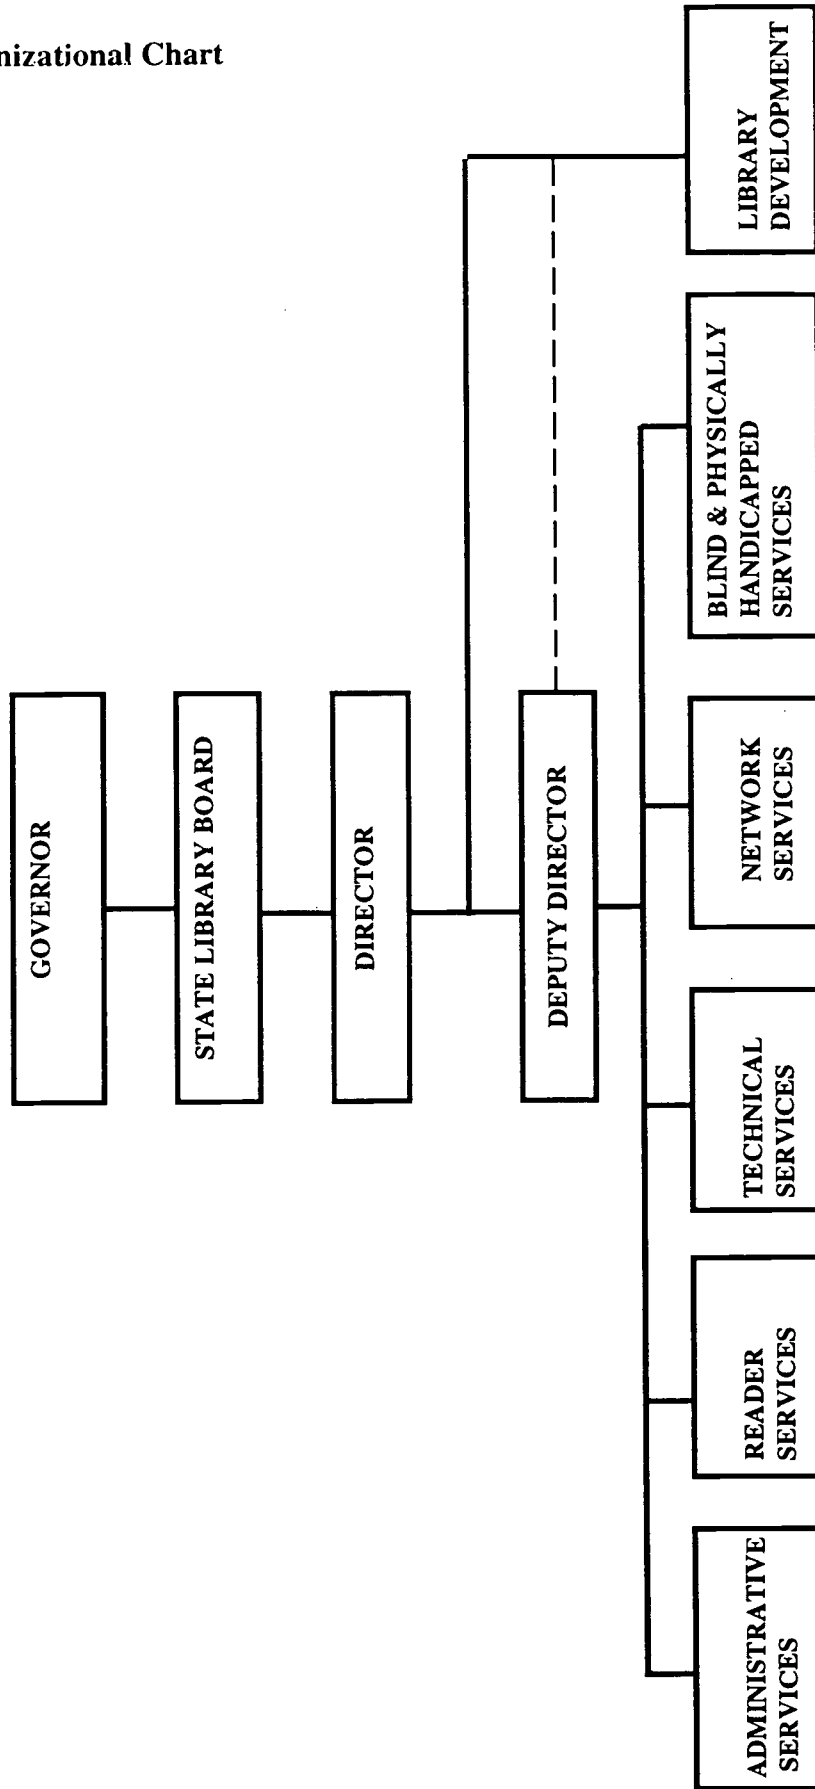 nizational Chart
GOVERNOR
STATE LIBRARY BOARD
DIRECTOR
DEPUTY DIRECTOR
ADMINISTRATIVE
SERVICES
READER
SERVICES
TECHNICAL
SERVICES
NETWORK
SERVICES
BLIND & PHYSICALLY
HANDICAPPED
SERVICES
LIBRARY
DEVELOPMENT